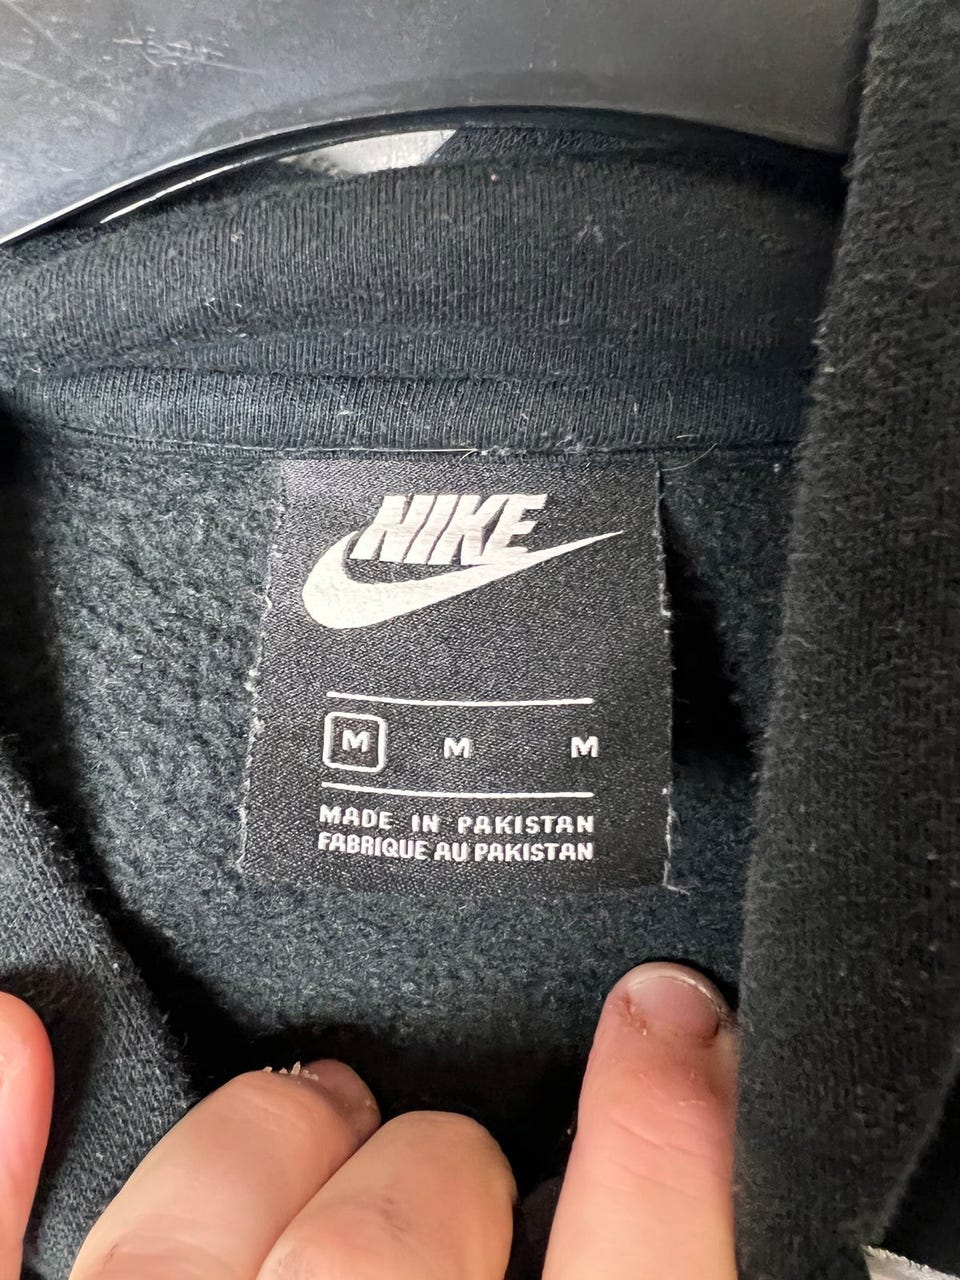 NIKE
M M M
MADE IN PAKISTAN
FABRIQUE AU PAKISTAN